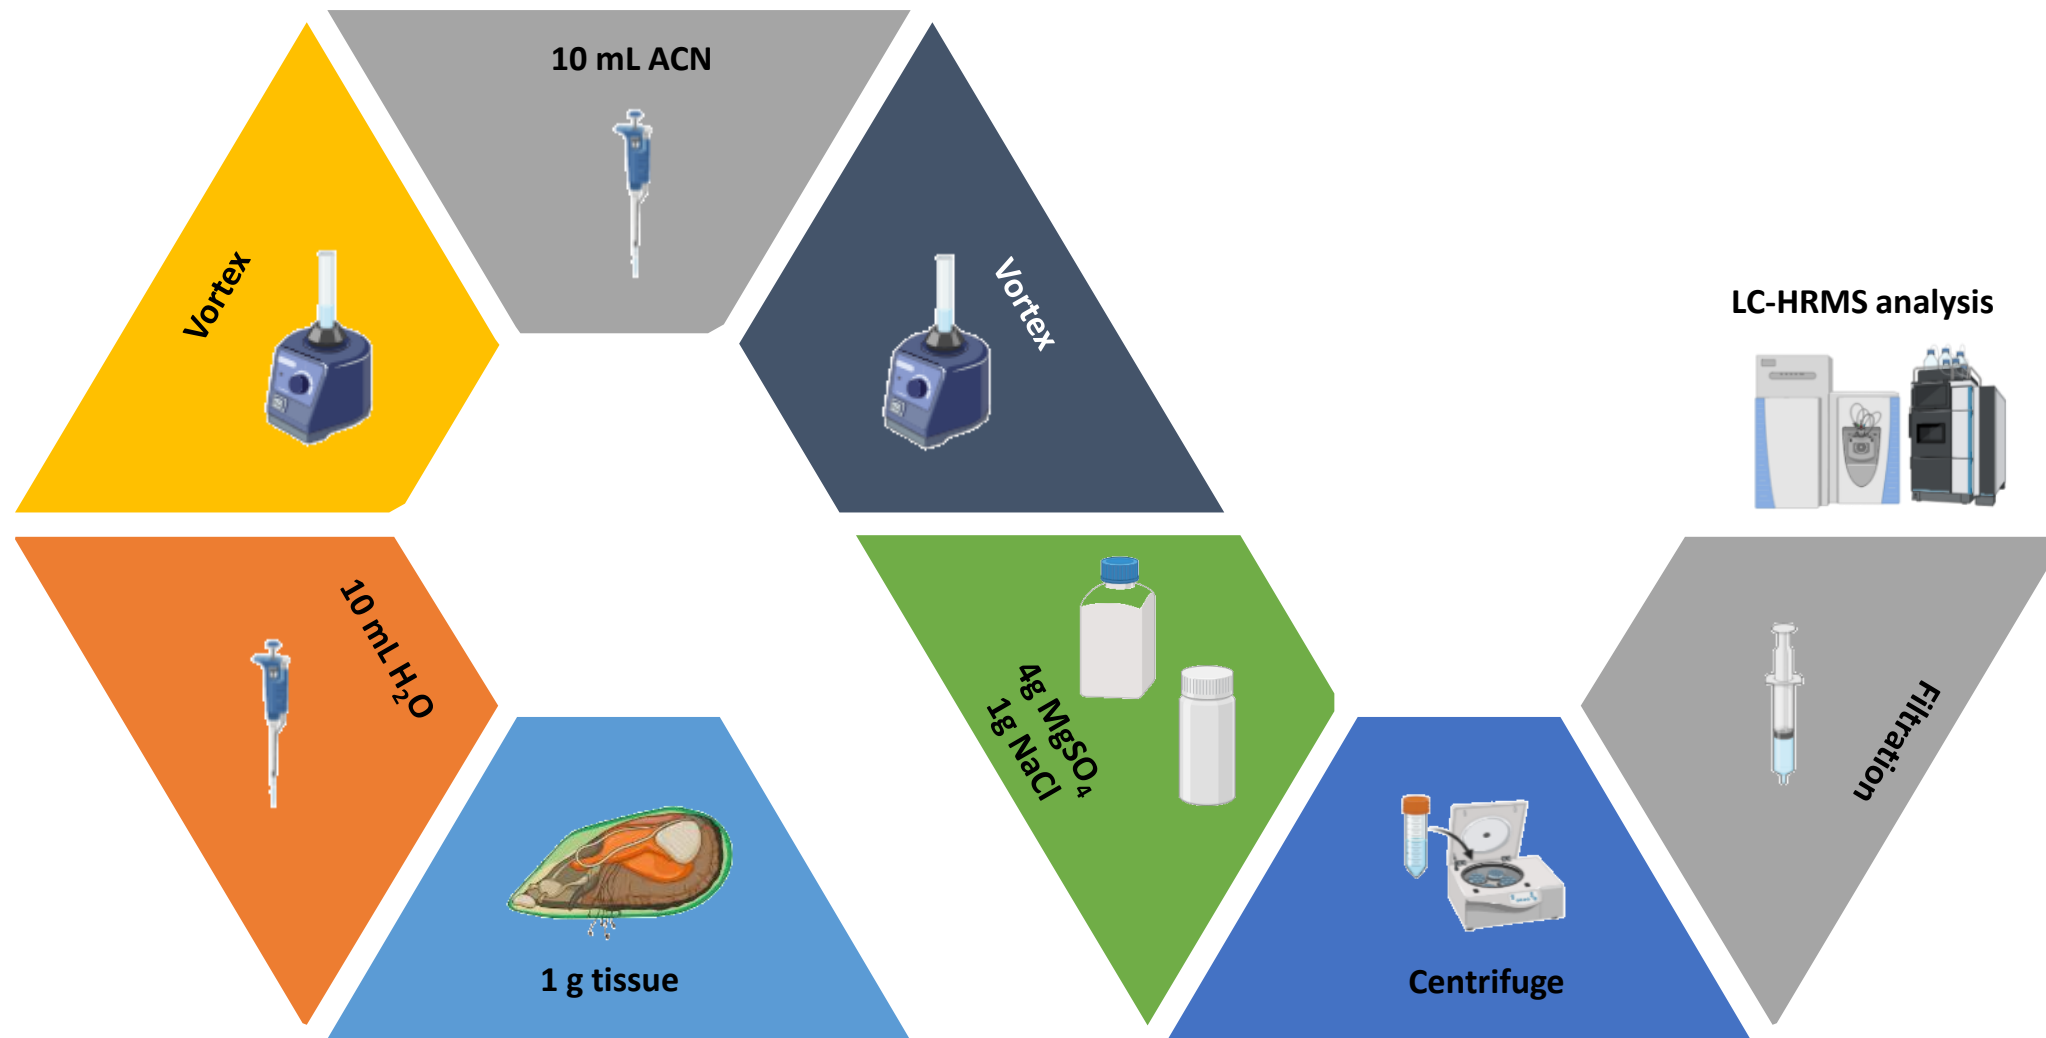 1 g tissue
10 mL H₂O
Vortex
10 mL ACN
Vortex
4g MgSO₄
1g NaCl
Centrifuge
Filtration
LC-HRMS analysis